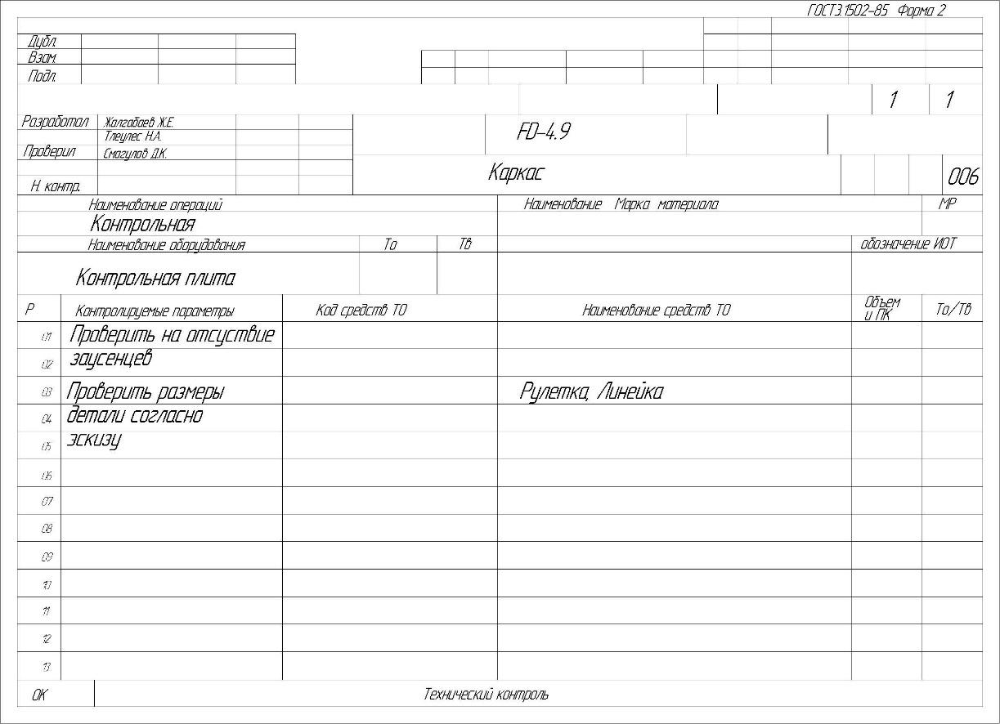 ГОСТ3.1502-85 Форма 2
Дубл.
Взам.
Подл.
1 1
Разработал Жалгабаев Ж.Е.
Тлеулес Н.А.
Проверил Смагулов Д.К.
FD-4.9
Каркас
006
Н. контр.
Наименование операций Наименование Марка материала МР
Контрольная
Наименование оборудования То Тв обозначение ИОТ
Контрольная плита
Р Контролируемые параметры Код средств ТО Наименование средств ТО Объем и ПК То/Тв
01 Проверить на отсуствие
02 заусенцев
03 Проверить размеры Рулетка, Линейка
04 детали согласно
05 эскизу
06
07
08
09
10
11
12
13
ОК Технический контроль